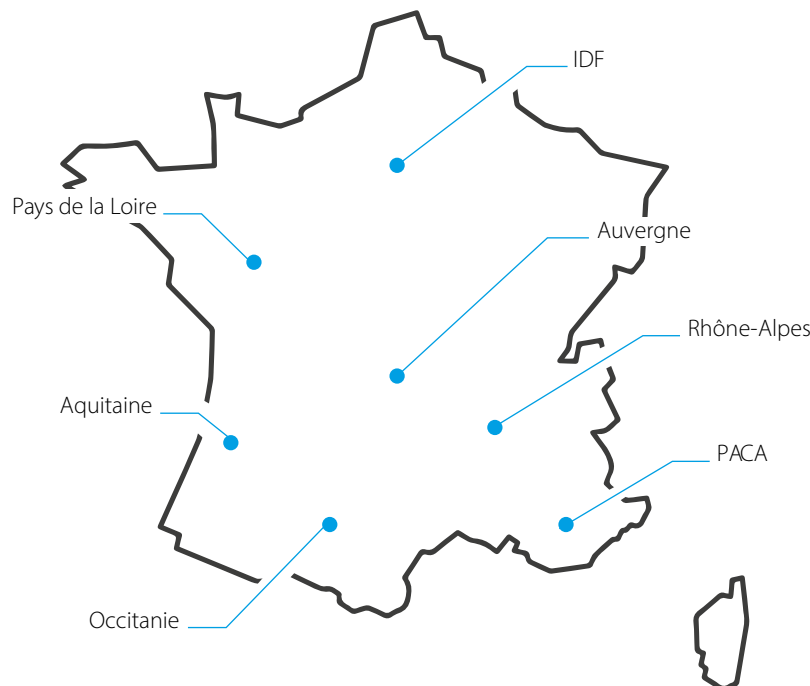 IDF
Pays de la Loire
Auvergne
Rhône-Alpes
Aquitaine
PACA
Occitanie